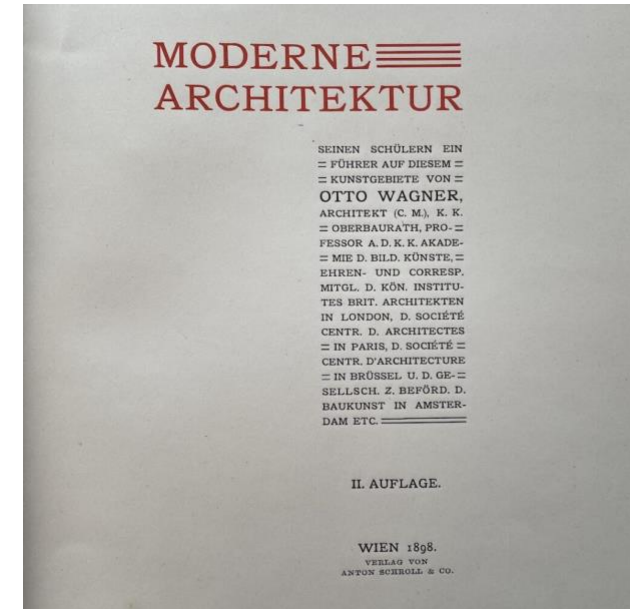 MODERNE
ARCHITEKTUR
SEINEN SCHÜLERN EIN
FÜHRER AUF DIESEM
KUNSTGEBIETE VON
OTTO WAGNER,
ARCHITEKT (C. M.), K. K.
OBERBAURATH, PRO-
FESSOR A. D. K. K. AKADE-
MIE D. BILD. KÜNSTE,
EHREN- UND CORRESP.
MITGL. D. KÖN. INSTITU-
TES BRIT. ARCHITEKTEN
IN LONDON, D. SOCIÉTÉ
CENTR. D. ARCHITECTES
IN PARIS, D. SOCIÉTÉ
CENTR. D'ARCHITECTURE
IN BRÜSSEL U. D. GE-
SELLSCH. Z. BEFÖRD. D.
BAUKUNST IN AMSTER-
DAM ETC.
II. AUFLAGE.
WIEN 1898.
VERLAG VON
ANTON SCHROLL & CO.